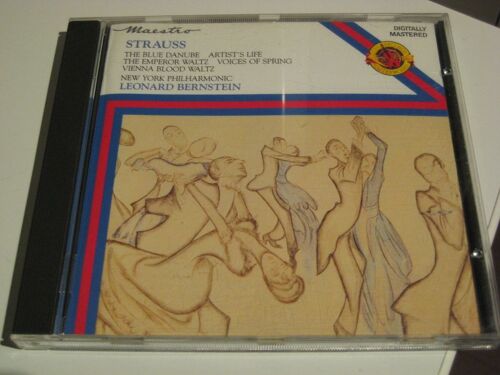 Maestro
DIGITALLY
MASTERED
STRAUSS
THE BLUE DANUBE ARTIST'S LIFE
THE EMPEROR WALTZ VOICES OF SPRING
VIENNA BLOOD WALTZ
NEW YORK PHILHARMONIC
LEONARD BERNSTEIN